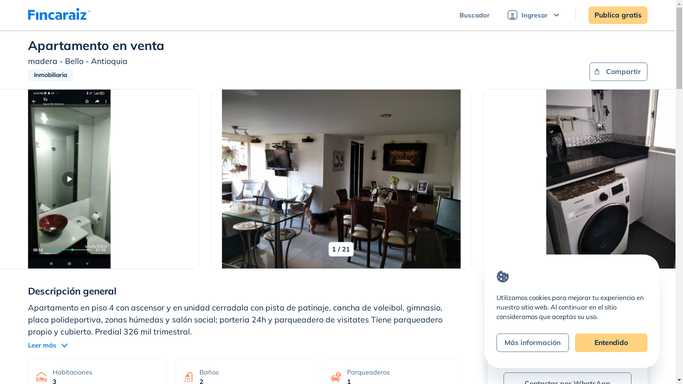 Fincaraiz
Buscador
Ingresar
Publica gratis
Apartamento en venta
madera - Bello - Antioquia
Inmobiliaria
Compartir
1 / 21
Descripción general
Apartamento en piso 4 con ascensor y en unidad cerradala con pista de patinaje, cancha de voleibol, gimnasio,
placa polideportiva, zonas húmedas y salón social; porteria 24h y parqueadero de visitates Tiene parqueadero
propio y cubierto. Predial 326 mil trimestral.
Leer más
Habitaciones
3
Baños
2
Parqueaderos
1
Utilizamos cookies para mejorar tu experiencia en
nuestro sitio web. Al continuar en el sitio
consideramos que aceptas su uso.
Más información
Entendido
Contactar por WhatsApp